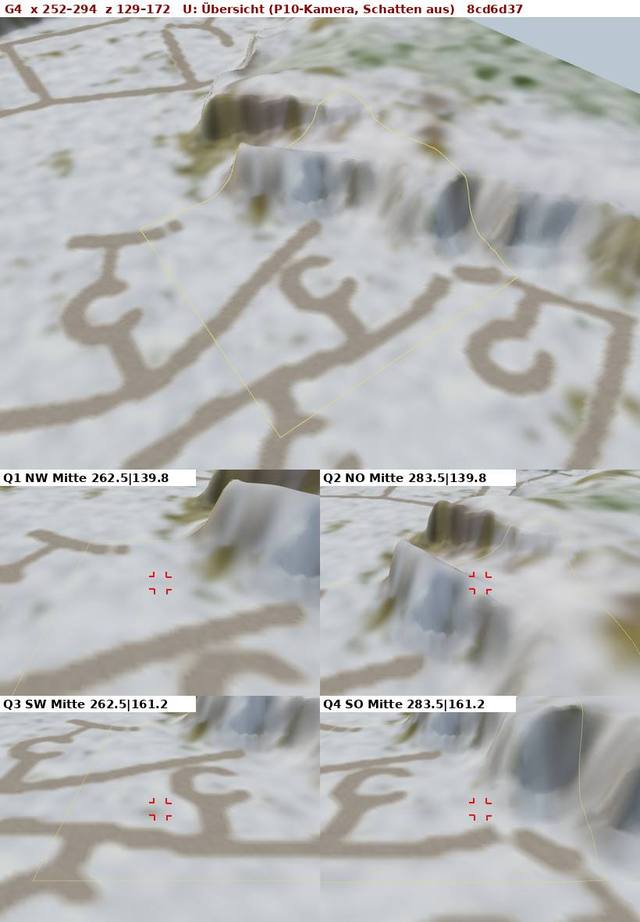 G4 x 252–294 z 129–172 U: Übersicht (P10-Kamera, Schatten aus) 8cd6d37
Q1 NW Mitte 262.5|139.8
Q2 NO Mitte 283.5|139.8
Q3 SW Mitte 262.5|161.2
Q4 SO Mitte 283.5|161.2